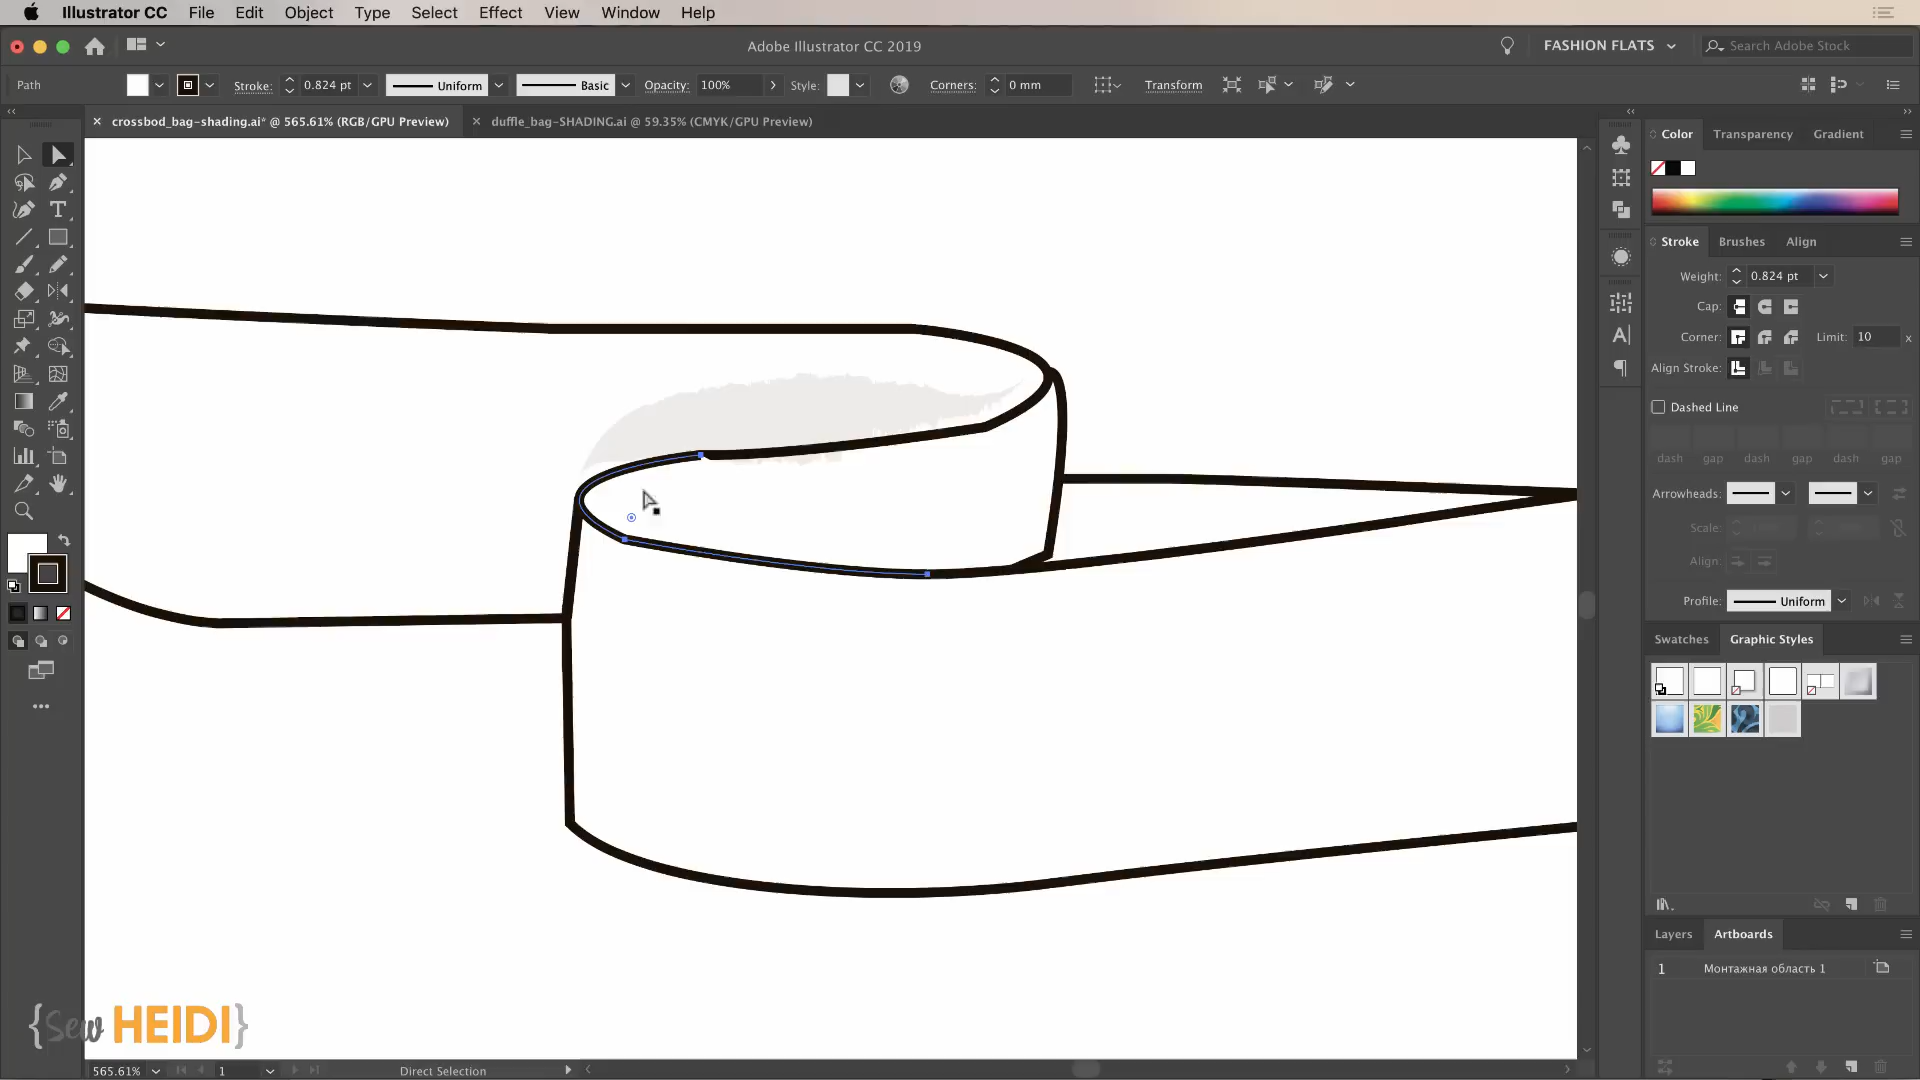 Illustrator CC File Edit Object Type Select Effect View Window Help
Adobe Illustrator CC 2019
FASHION FLATS
Search Adobe Stock
Path
Stroke: 0.824 pt
Uniform
Basic
Opacity: 100%
Style:
Corners: 0 mm
Transform
× crossbod_bag-shading.ai* @ 565.61% (RGB/GPU Preview)
× duffle_bag-SHADING.ai @ 59.35% (CMYK/GPU Preview)
Color Transparency Gradient
Stroke Brushes Align
Weight: 0.824 pt
Cap:
Corner: Limit: 10 x
Align Stroke:
Dashed Line
dash gap dash gap dash gap
Arrowheads:
Scale:
Align:
Profile: Uniform
Swatches Graphic Styles
Layers Artboards
1 Монтажная область 1
{Sew HEIDI}
565.61% 1 Direct Selection